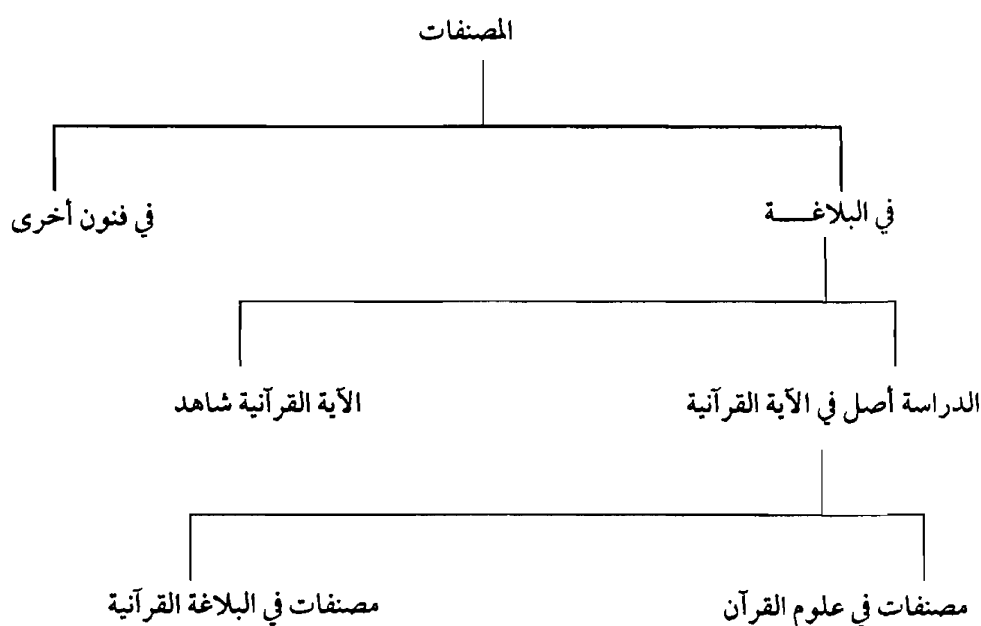 المصنفات
في البلاغـــة
في فنون أخرى
الدراسة أصل في الآية القرآنية
الآية القرآنية شاهد
مصنفات في علوم القرآن
مصنفات في البلاغة القرآنية